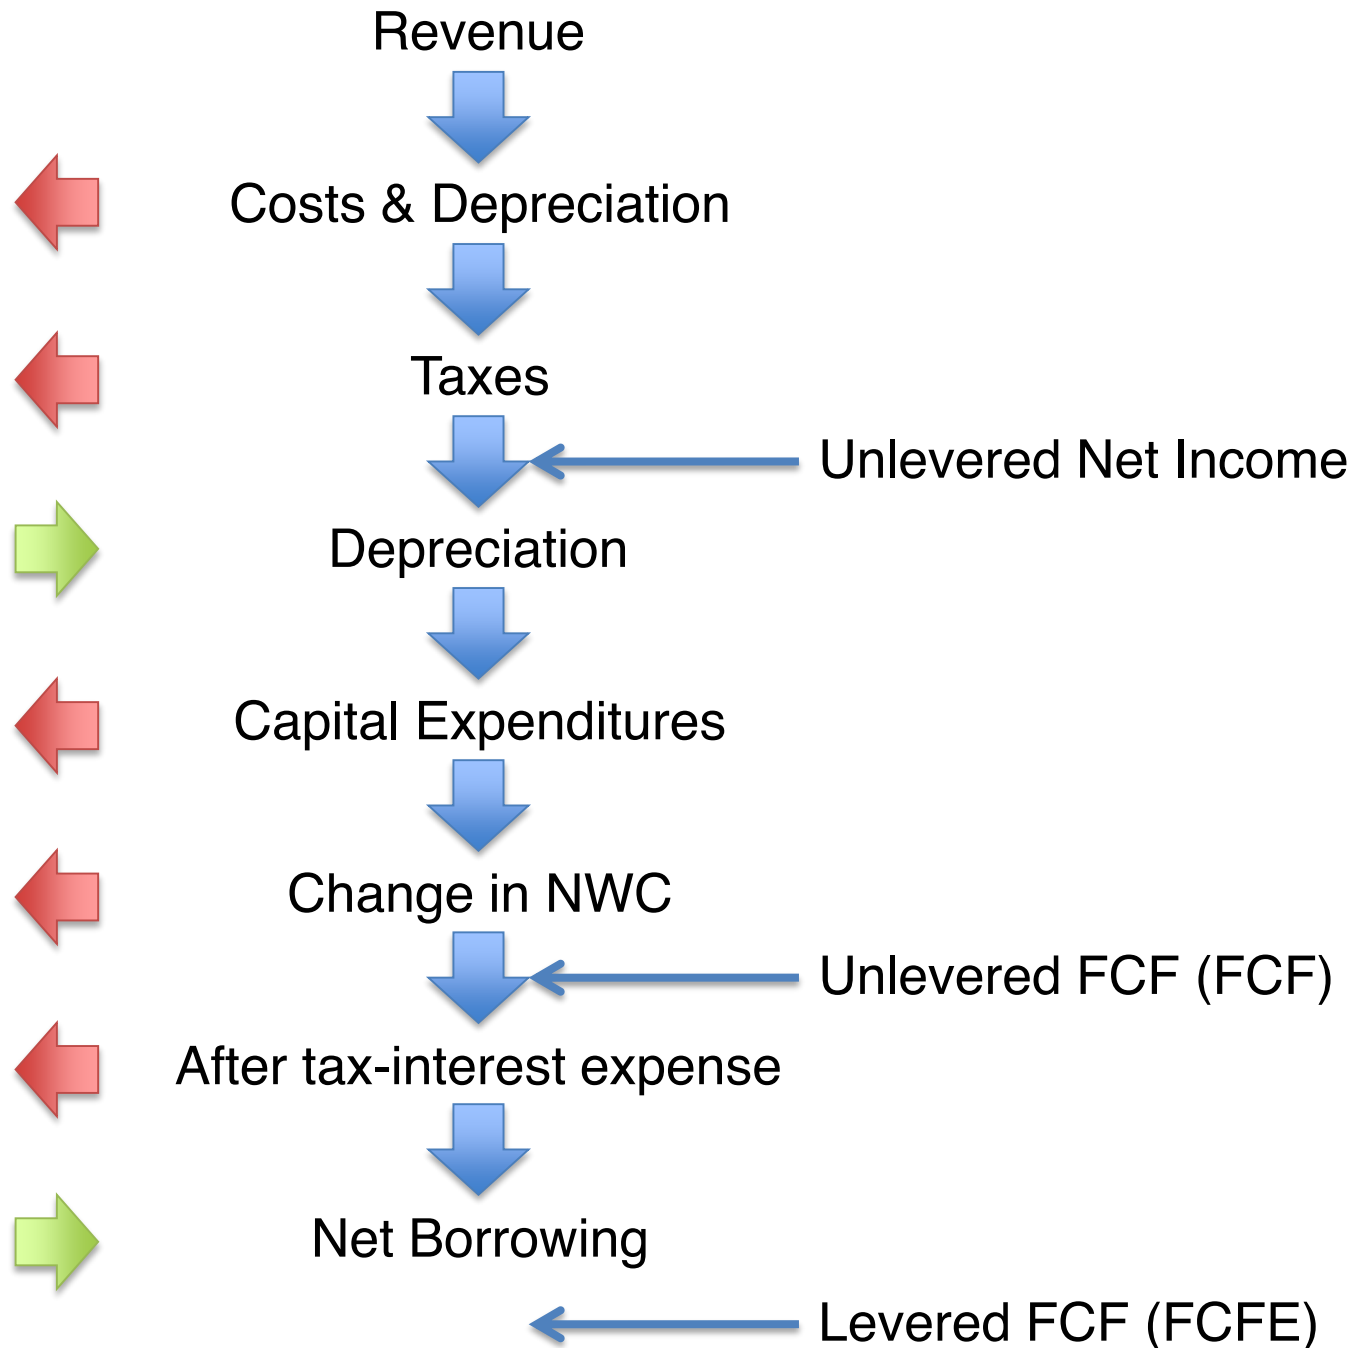 Revenue
Costs & Depreciation
Taxes
Unlevered Net Income
Depreciation
Capital Expenditures
Change in NWC
Unlevered FCF (FCF)
After tax-interest expense
Net Borrowing
Levered FCF (FCFE)